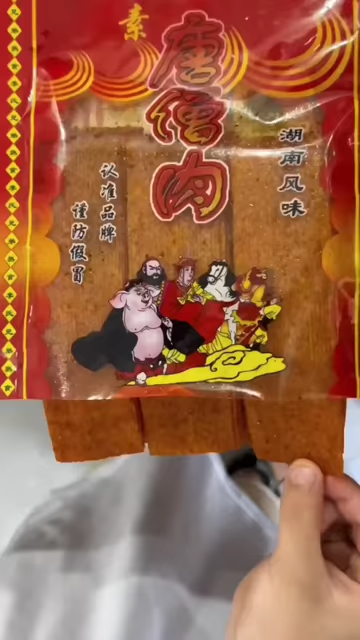 素
唐僧肉
湖南风味
认准品牌
谨防假冒